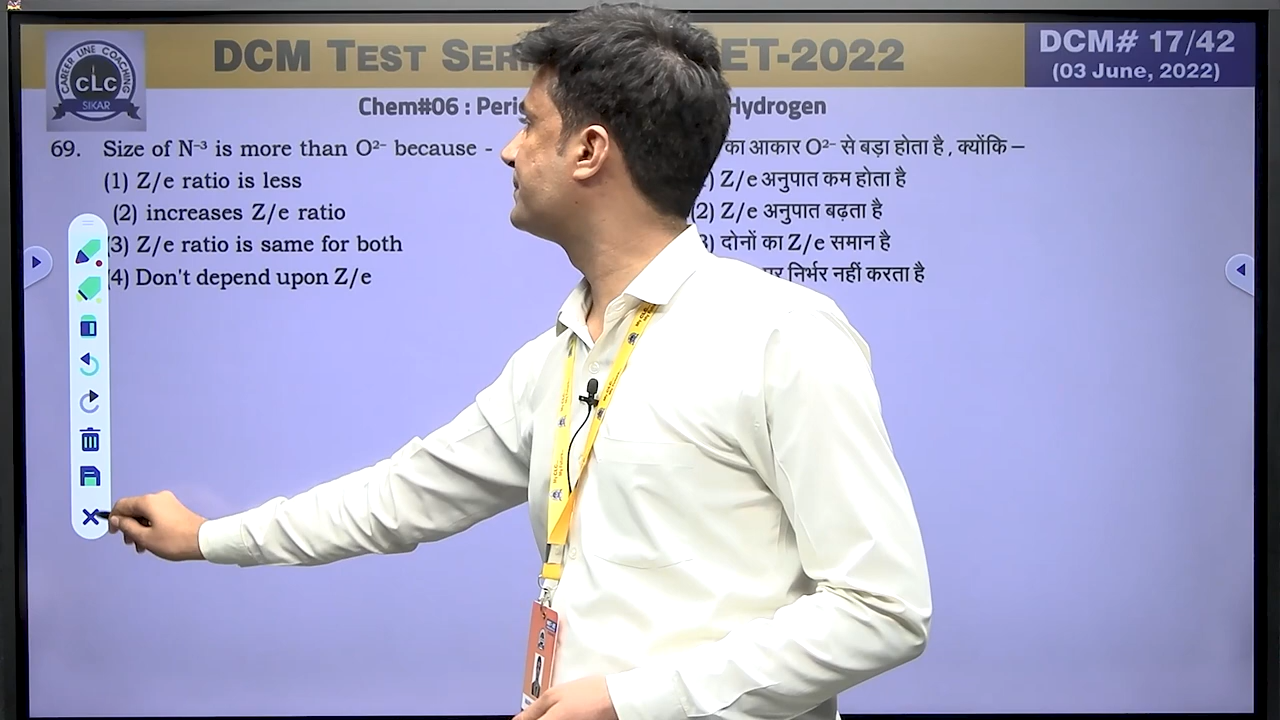 CAREER LINE COACHING
CLC
SIKAR
DCM TEST SERI ET-2022
DCM# 17/42
(03 June, 2022)
Chem#06 : Peri Hydrogen
69. Size of N⁻³ is more than O²⁻ because -
(1) Z/e ratio is less
(2) increases Z/e ratio
(3) Z/e ratio is same for both
(4) Don't depend upon Z/e
का आकार O²⁻ से बड़ा होता है , क्योंकि –
Z/e अनुपात कम होता है
(2) Z/e अनुपात बढ़ता है
3) दोनों का Z/e समान है
पर निर्भर नहीं करता है